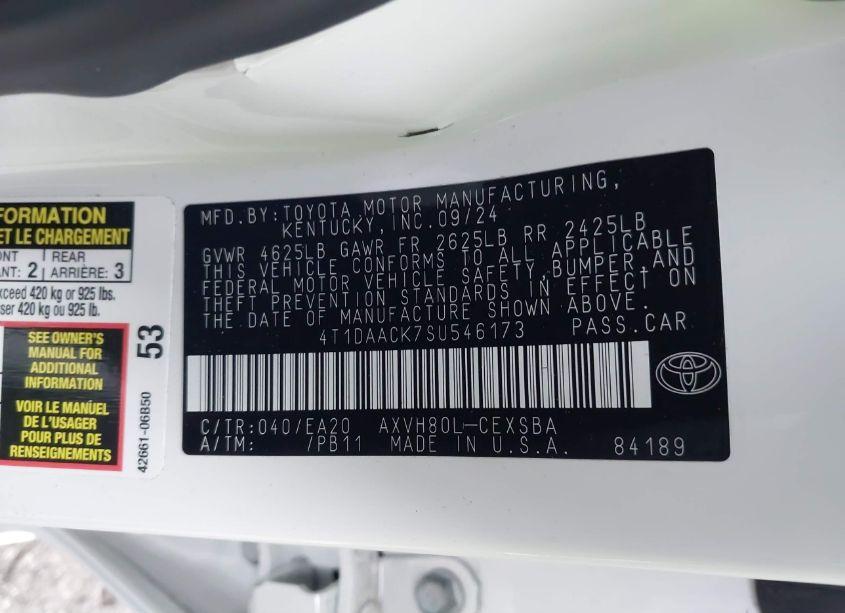 FORMATION
ET LE CHARGEMENT
REAR
ANT: 2 ARRIÈRE: 3
exceed 420 kg or 925 lbs.
ser 420 kg ou 925 lb.
SEE OWNER'S
MANUAL FOR
ADDITIONAL
INFORMATION
VOIR LE MANUEL
DE L'USAGER
POUR PLUS DE
RENSEIGNEMENTS
53
42661-06B50
MFD.BY:TOYOTA MOTOR MANUFACTURING,
KENTUCKY,INC.09/24
GVWR 4625LB GAWR FR 2625LB RR 2425LB
THIS VEHICLE CONFORMS TO ALL APPLICABLE
FEDERAL MOTOR VEHICLE SAFETY,BUMPER AND
THEFT PREVENTION STANDARDS IN EFFECT ON
THE DATE OF MANUFACTURE SHOWN ABOVE.
4T1DAACK7SU546173 PASS.CAR
C/TR:040/EA20 AXVH80L-CEXSBA
A/TM: /PB11 MADE IN U.S.A. 84189